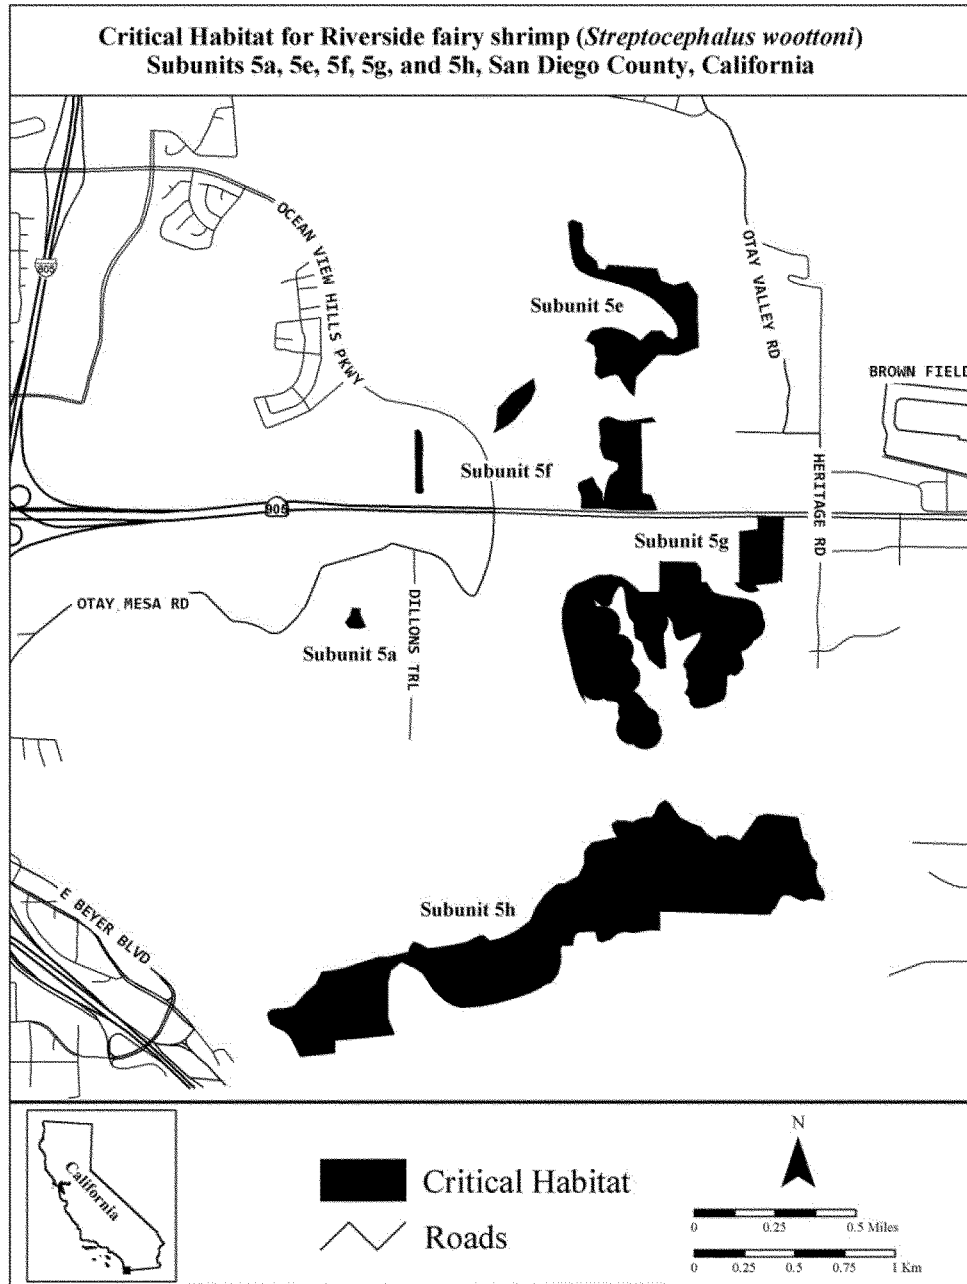 Critical Habitat for Riverside fairy shrimp (Streptocephalus woottoni)
Subunits 5a, 5e, 5f, 5g, and 5h, San Diego County, California
OCEAN VIEW HILLS PKWY
805
OTAY VALLEY RD
Subunit 5e
BROWN FIELD
Subunit 5f
HERITAGE RD
905
Subunit 5g
OTAY MESA RD
DILLONS TRL
Subunit 5a
E BEYER BLVD
Subunit 5h
California
Critical Habitat
Roads
N
0 0.25 0.5 Miles
0 0.25 0.5 0.75 1 Km